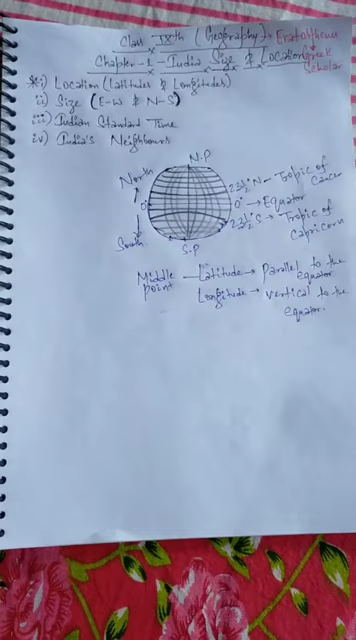 Class IXth (Geography) → Eratosthenes
Greek Scholar
Chapter-1 - India Size & Location
*i) Location (Latitudes & Longitudes)
ii) Size (E-W & N-S)
iii) Indian Standard Time
iv) India's Neighbours
N.P
North
23½°N → Tropic of Cancer
0°
0° → Equator
South
23½°S → Tropic of Capricorn
S.P
Middle point — Latitude → Parallel to the equator
Longitude → vertical to the equator.